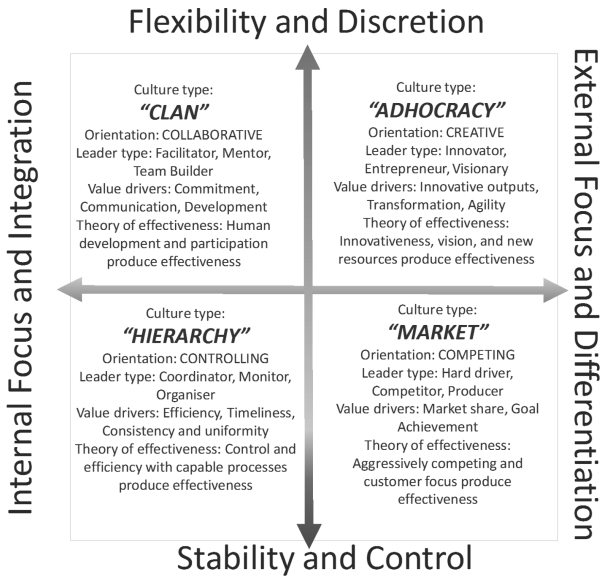 Flexibility and Discretion
Internal Focus and Integration
Culture type:
“CLAN”
Orientation: COLLABORATIVE
Leader type: Facilitator, Mentor,
Team Builder
Value drivers: Commitment,
Communication, Development
Theory of effectiveness: Human
development and participation
produce effectiveness
Culture type:
“ADHOCRACY”
Orientation: CREATIVE
Leader type: Innovator,
Entrepreneur, Visionary
Value drivers: Innovative outputs,
Transformation, Agility
Theory of effectiveness:
Innovativeness, vision, and new
resources produce effectiveness
External Focus and Differentiation
Culture type:
“HIERARCHY”
Orientation: CONTROLLING
Leader type: Coordinator, Monitor,
Organiser
Value drivers: Efficiency, Timeliness,
Consistency and uniformity
Theory of effectiveness: Control and
efficiency with capable processes
produce effectiveness
Culture type:
“MARKET”
Orientation: COMPETING
Leader type: Hard driver,
Competitor, Producer
Value drivers: Market share, Goal
Achievement
Theory of effectiveness:
Aggressively competing and
customer focus produce
effectiveness
Stability and Control